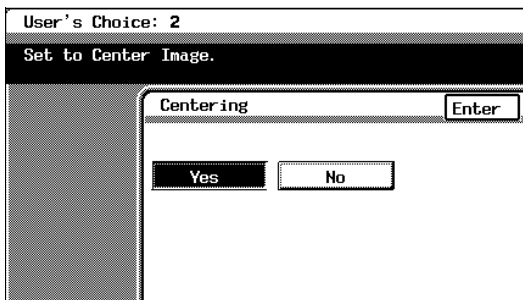 User's Choice: 2
Set to Center Image.
Centering Enter
Yes No